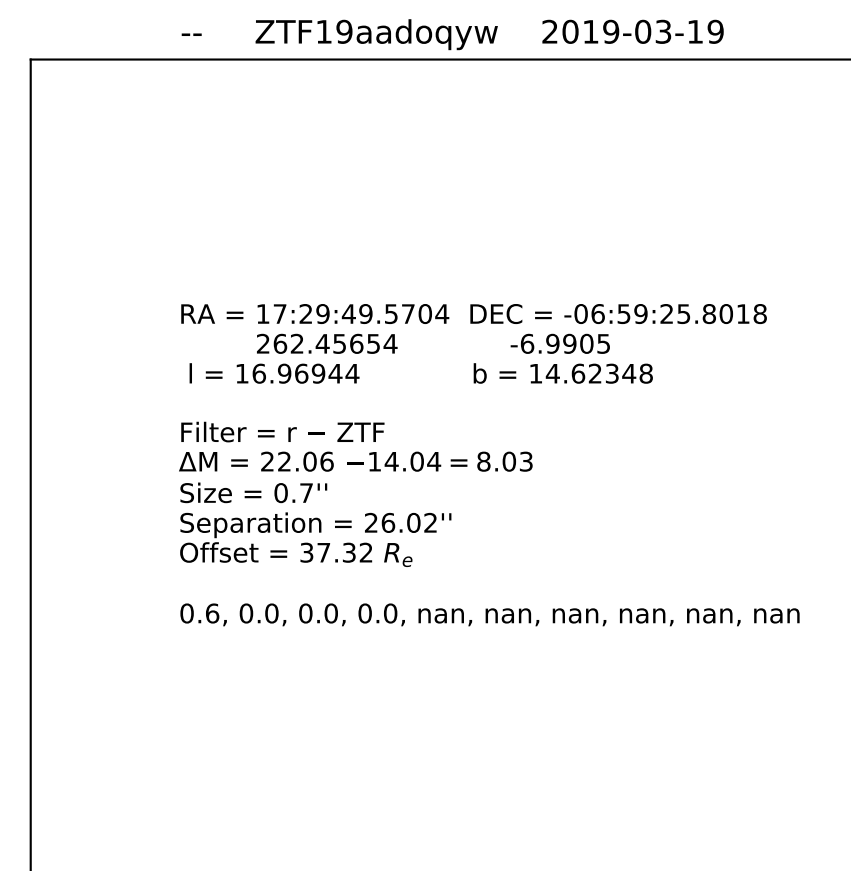 -- ZTF19aadoqyw 2019-03-19
RA = 17:29:49.5704 DEC = -06:59:25.8018
262.45654 -6.9905
l = 16.96944 b = 14.62348
Filter = r − ZTF
ΔM = 22.06 −14.04 = 8.03
Size = 0.7''
Separation = 26.02''
Offset = 37.32 Re
0.6, 0.0, 0.0, 0.0, nan, nan, nan, nan, nan, nan